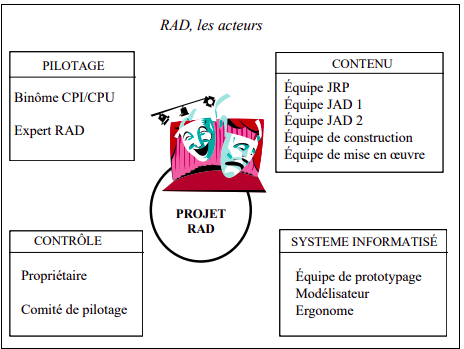 RAD, les acteurs
PILOTAGE
Binôme CPI/CPU
Expert RAD
CONTENU
Équipe JRP
Équipe JAD 1
Équipe JAD 2
Équipe de construction
Équipe de mise en œuvre
PROJET
RAD
CONTRÔLE
Propriétaire
Comité de pilotage
SYSTEME INFORMATISÉ
Équipe de prototypage
Modélisateur
Ergonome